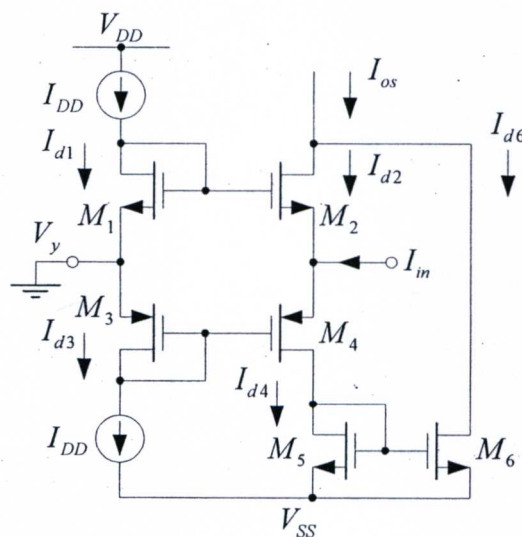 V_DD
I_DD
I_os
I_d1
I_d2
I_d6
M_1
M_2
V_y
I_in
M_3
M_4
I_d3
I_d4
I_DD
M_5
M_6
V_SS